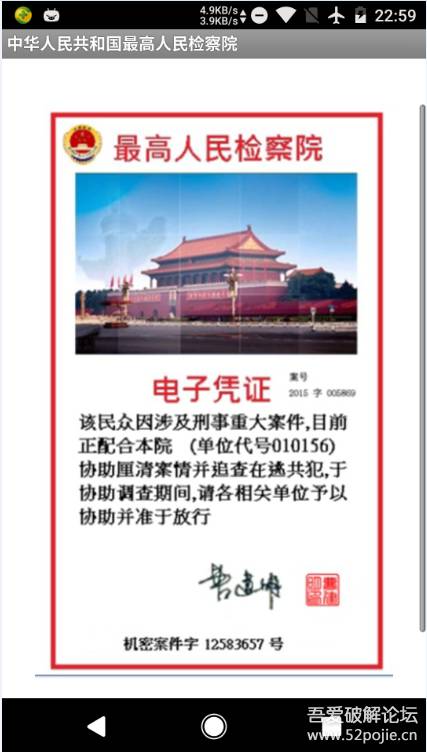 4.9KB/s
3.9KB/s
22:59
中华人民共和国最高人民检察院
最高人民检察院
电子凭证
案号
2015 字 005869
该民众因涉及刑事重大案件,目前
正配合本院 (单位代号010156)
协助厘清案情并追查在逃共犯,于
协助调查期间,请各相关单位予以
协助并准于放行
机密案件字 12583657 号
吾爱破解论坛
www.52pojie.cn